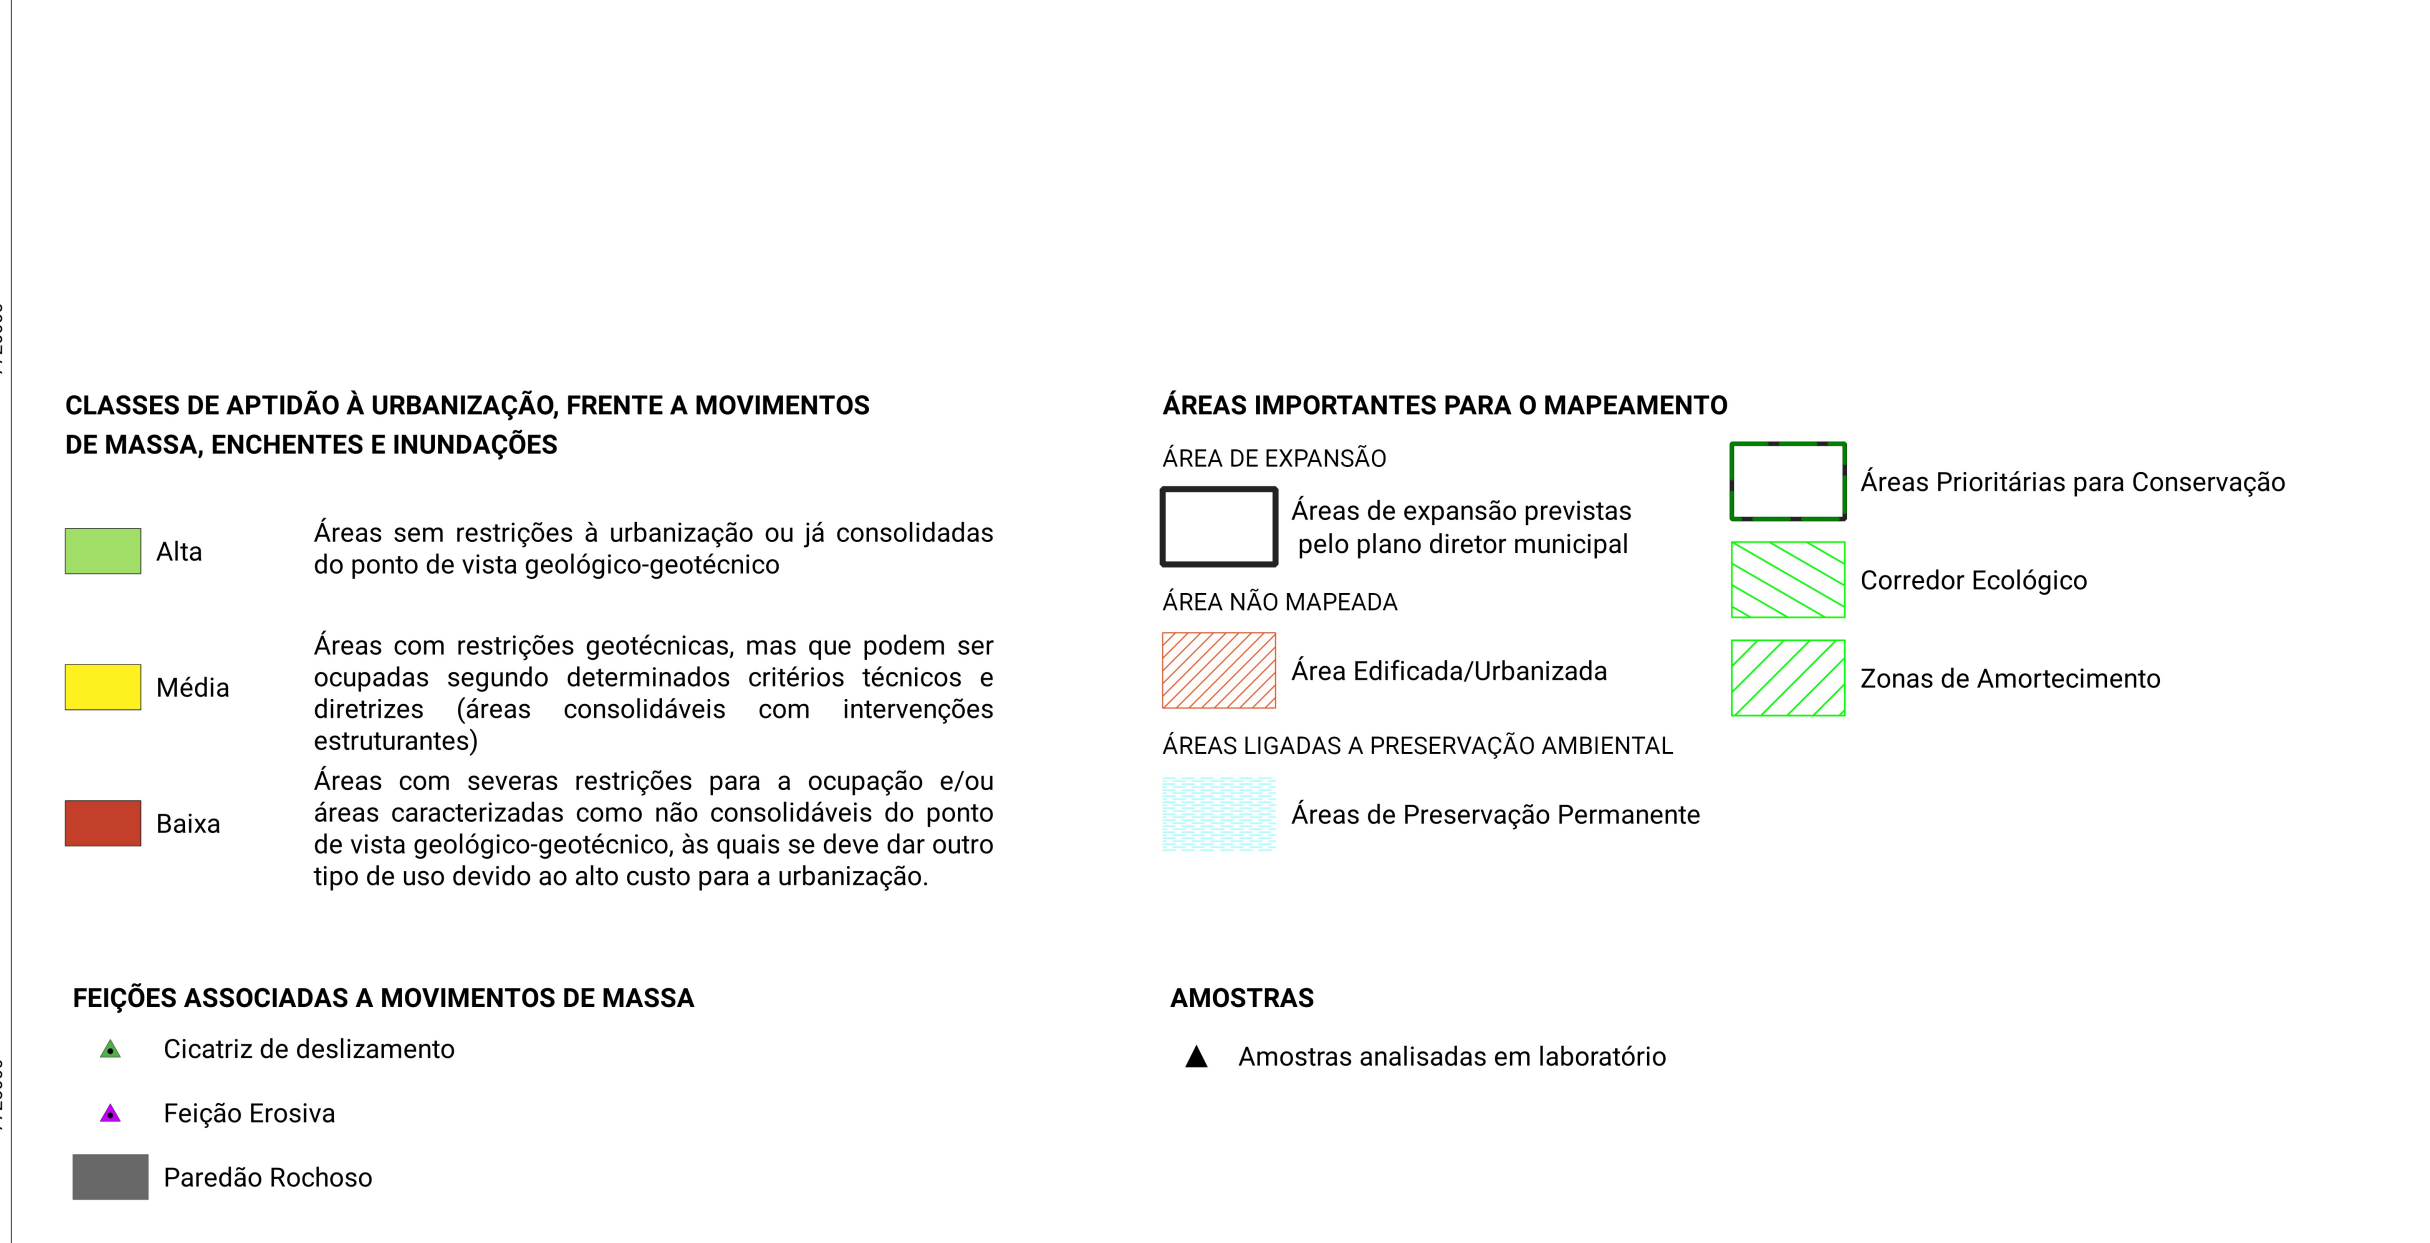 CLASSES DE APTIDÃO À URBANIZAÇÃO, FRENTE A MOVIMENTOS
DE MASSA, ENCHENTES E INUNDAÇÕES
Alta
Áreas sem restrições à urbanização ou já consolidadas
do ponto de vista geológico-geotécnico
Média
Áreas com restrições geotécnicas, mas que podem ser
ocupadas segundo determinados critérios técnicos e
diretrizes (áreas consolidáveis com intervenções
estruturantes)
Baixa
Áreas com severas restrições para a ocupação e/ou
áreas caracterizadas como não consolidáveis do ponto
de vista geológico-geotécnico, às quais se deve dar outro
tipo de uso devido ao alto custo para a urbanização.
FEIÇÕES ASSOCIADAS A MOVIMENTOS DE MASSA
Cicatriz de deslizamento
Feição Erosiva
Paredão Rochoso
ÁREAS IMPORTANTES PARA O MAPEAMENTO
ÁREA DE EXPANSÃO
Áreas de expansão previstas
pelo plano diretor municipal
ÁREA NÃO MAPEADA
Área Edificada/Urbanizada
ÁREAS LIGADAS A PRESERVAÇÃO AMBIENTAL
Áreas de Preservação Permanente
Áreas Prioritárias para Conservação
Corredor Ecológico
Zonas de Amortecimento
AMOSTRAS
Amostras analisadas em laboratório